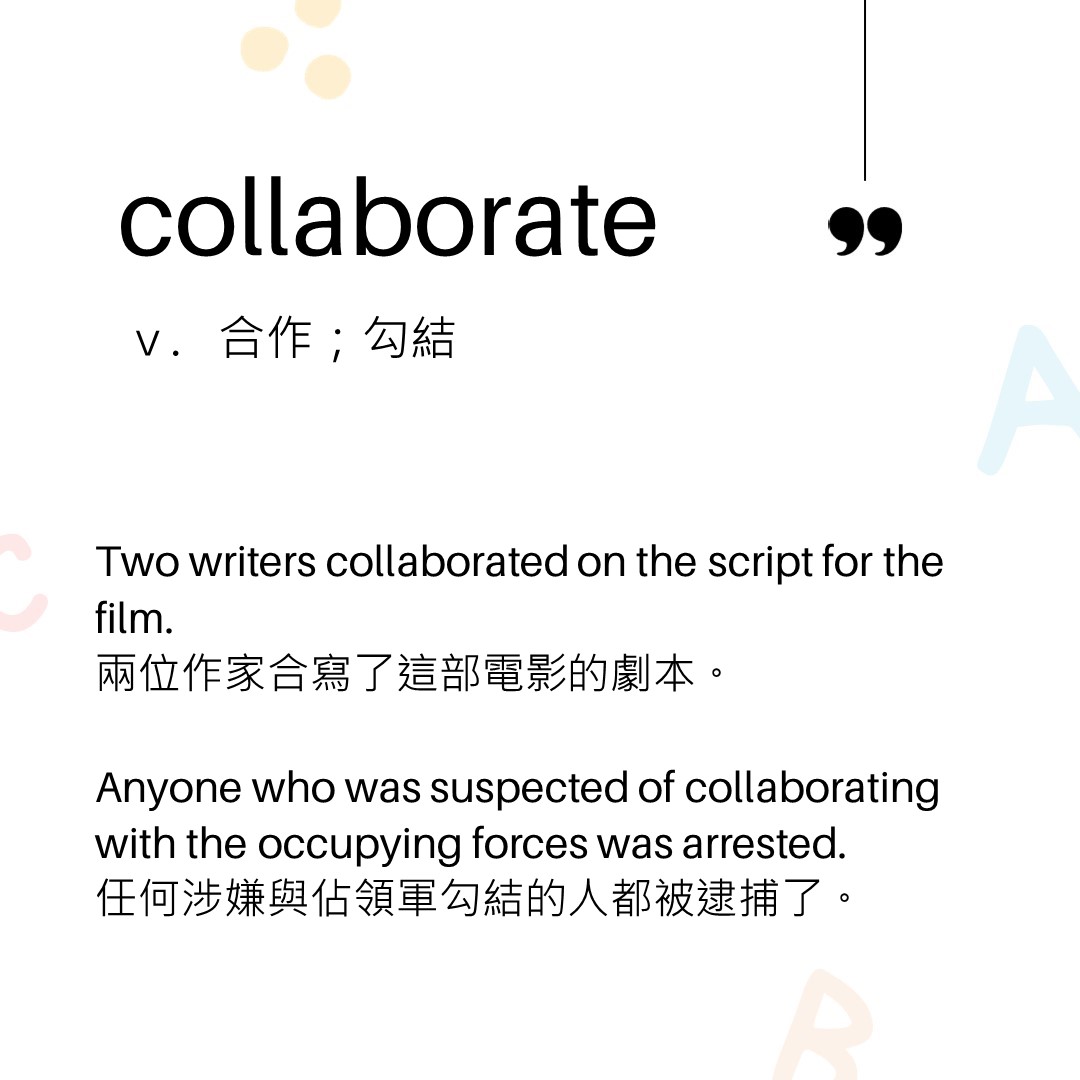 collaborate
”
v. 合作；勾結
Two writers collaborated on the script for the
film.
兩位作家合寫了這部電影的劇本。
Anyone who was suspected of collaborating
with the occupying forces was arrested.
任何涉嫌與佔領軍勾結的人都被逮捕了。
A
C
B